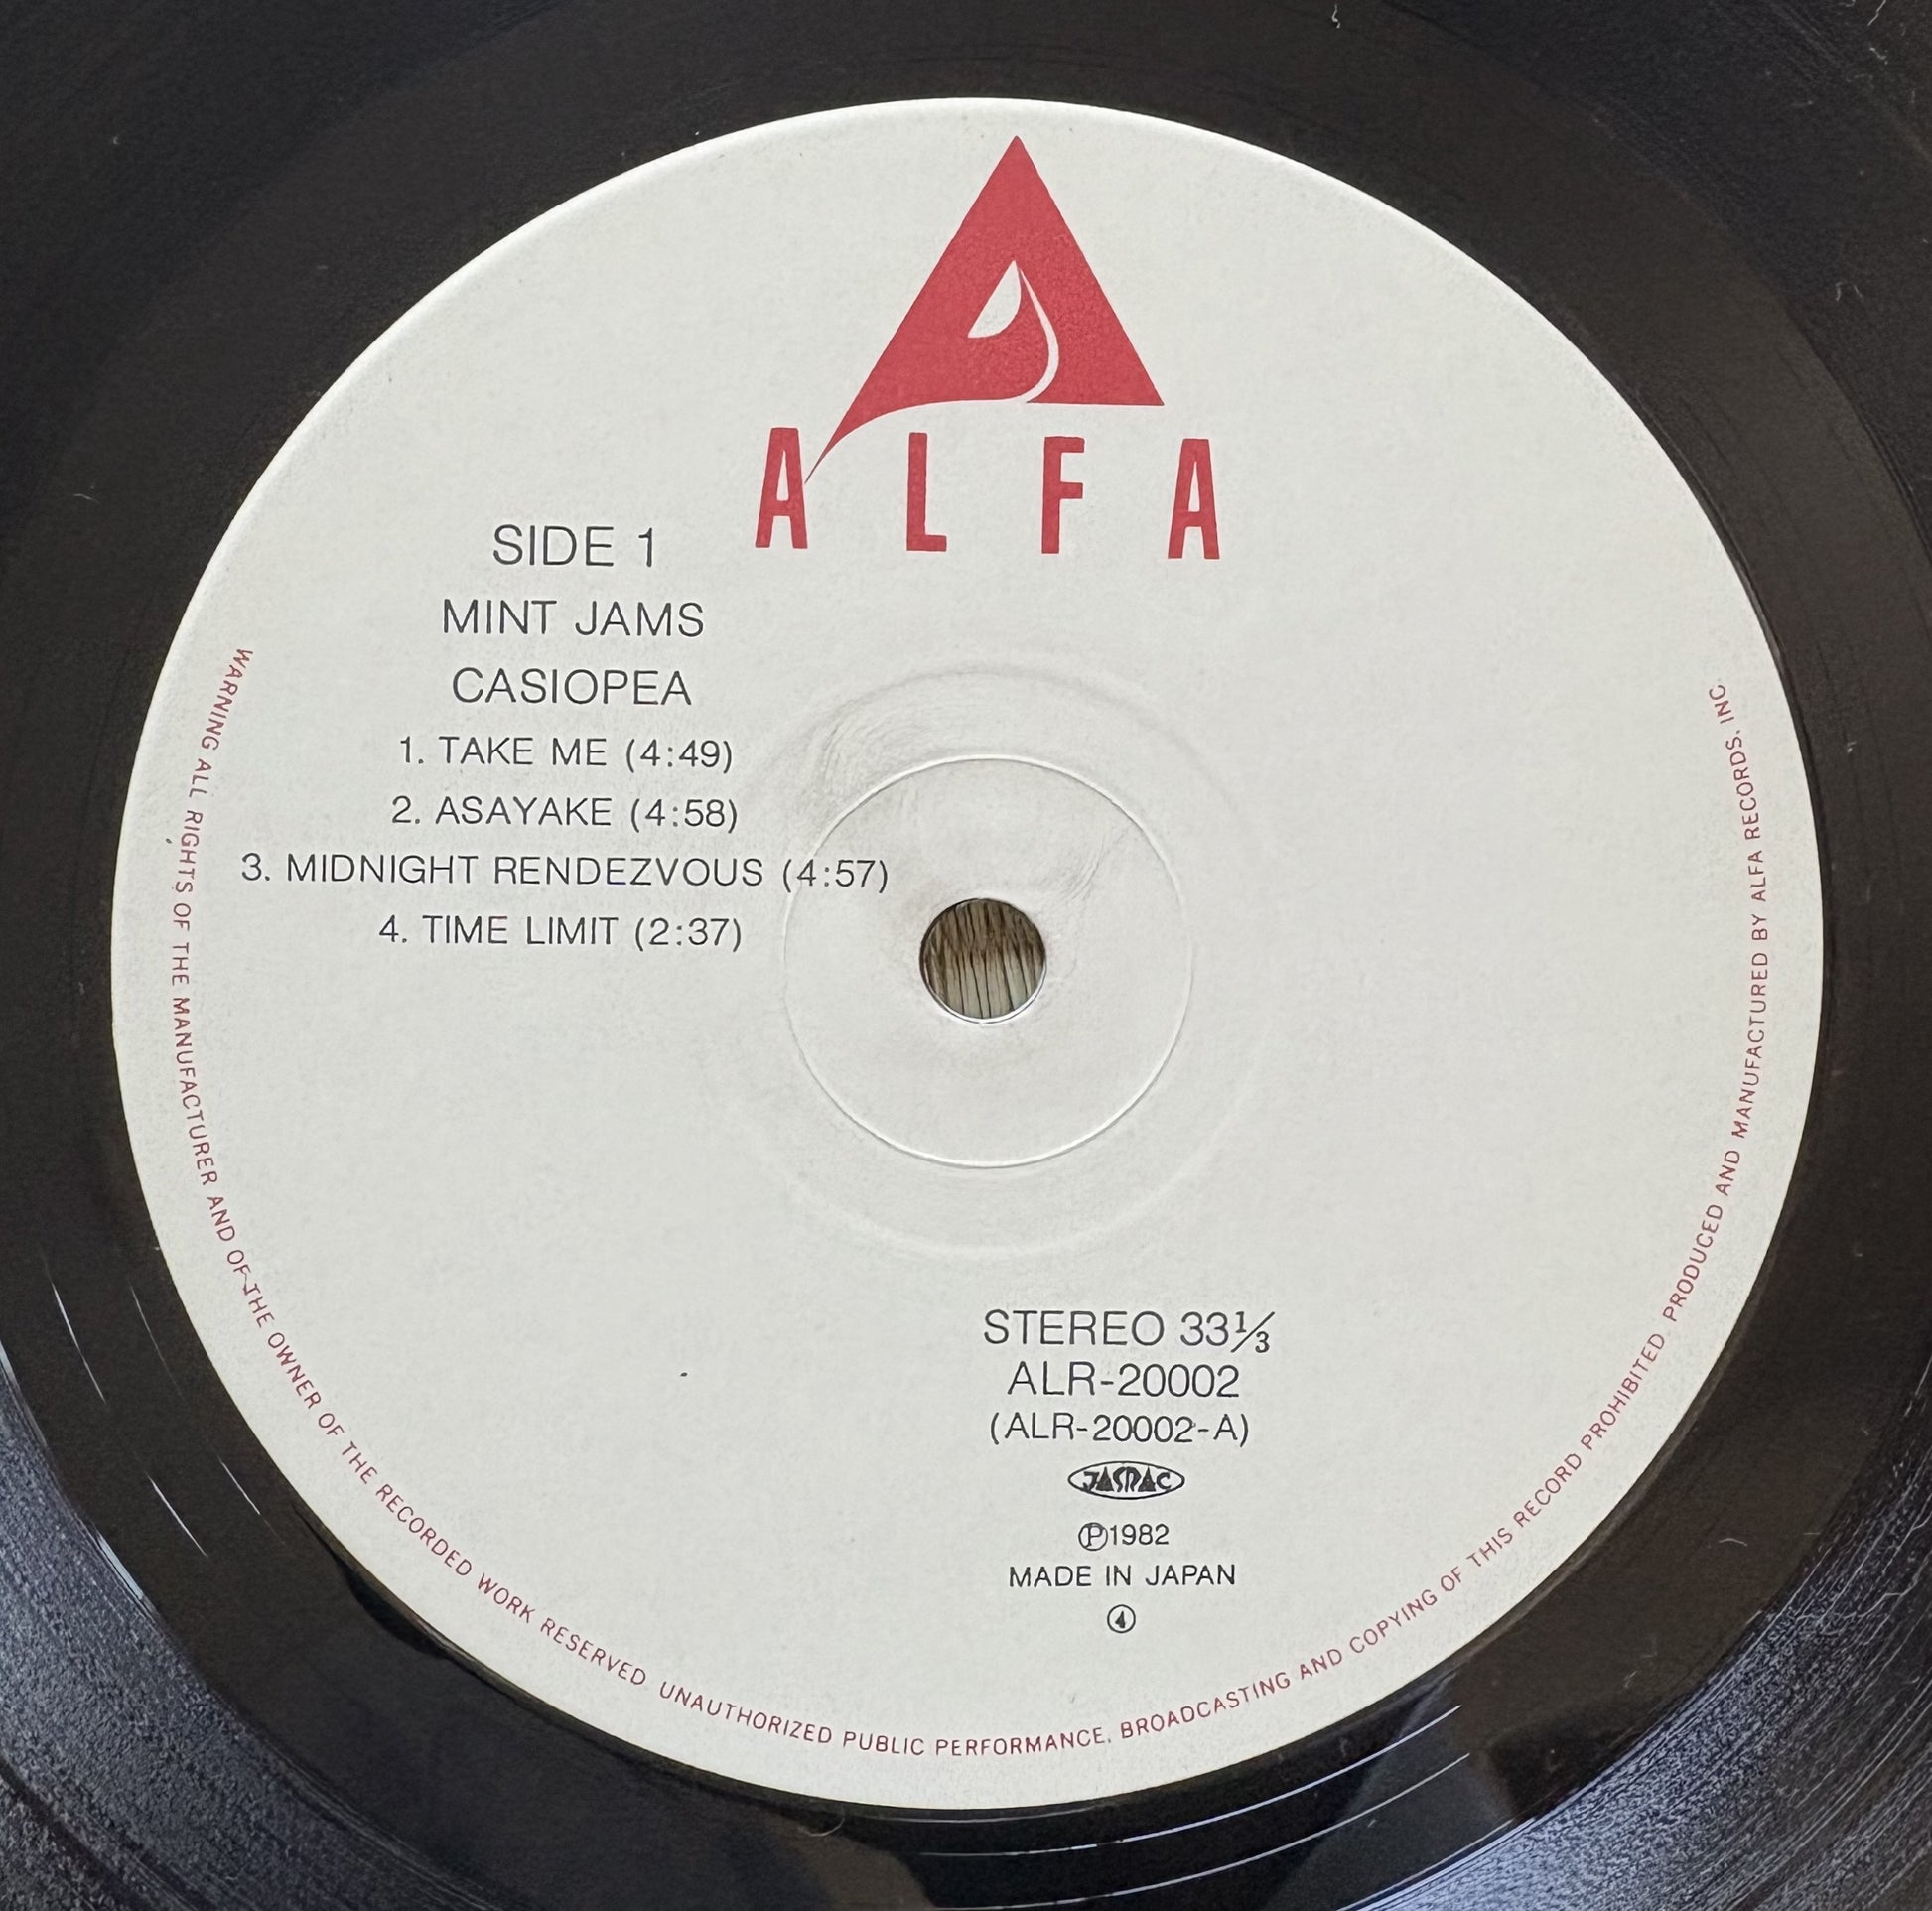 ALFA
SIDE 1
MINT JAMS
CASIOPEA
1. TAKE ME (4:49)
2. ASAYAKE (4:58)
3. MIDNIGHT RENDEZVOUS (4:57)
4. TIME LIMIT (2:37)
STEREO 33⅓
ALR-20002
(ALR-20002-A)
JASRAC
Ⓟ1982
MADE IN JAPAN
④
WARNING ALL RIGHTS OF THE MANUFACTURER AND OF THE OWNER OF THE RECORDED WORK RESERVED UNAUTHORIZED PUBLIC PERFORMANCE, BROADCASTING AND COPYING OF THIS RECORD PROHIBITED. PRODUCED AND MANUFACTURED BY ALFA RECORDS, INC.